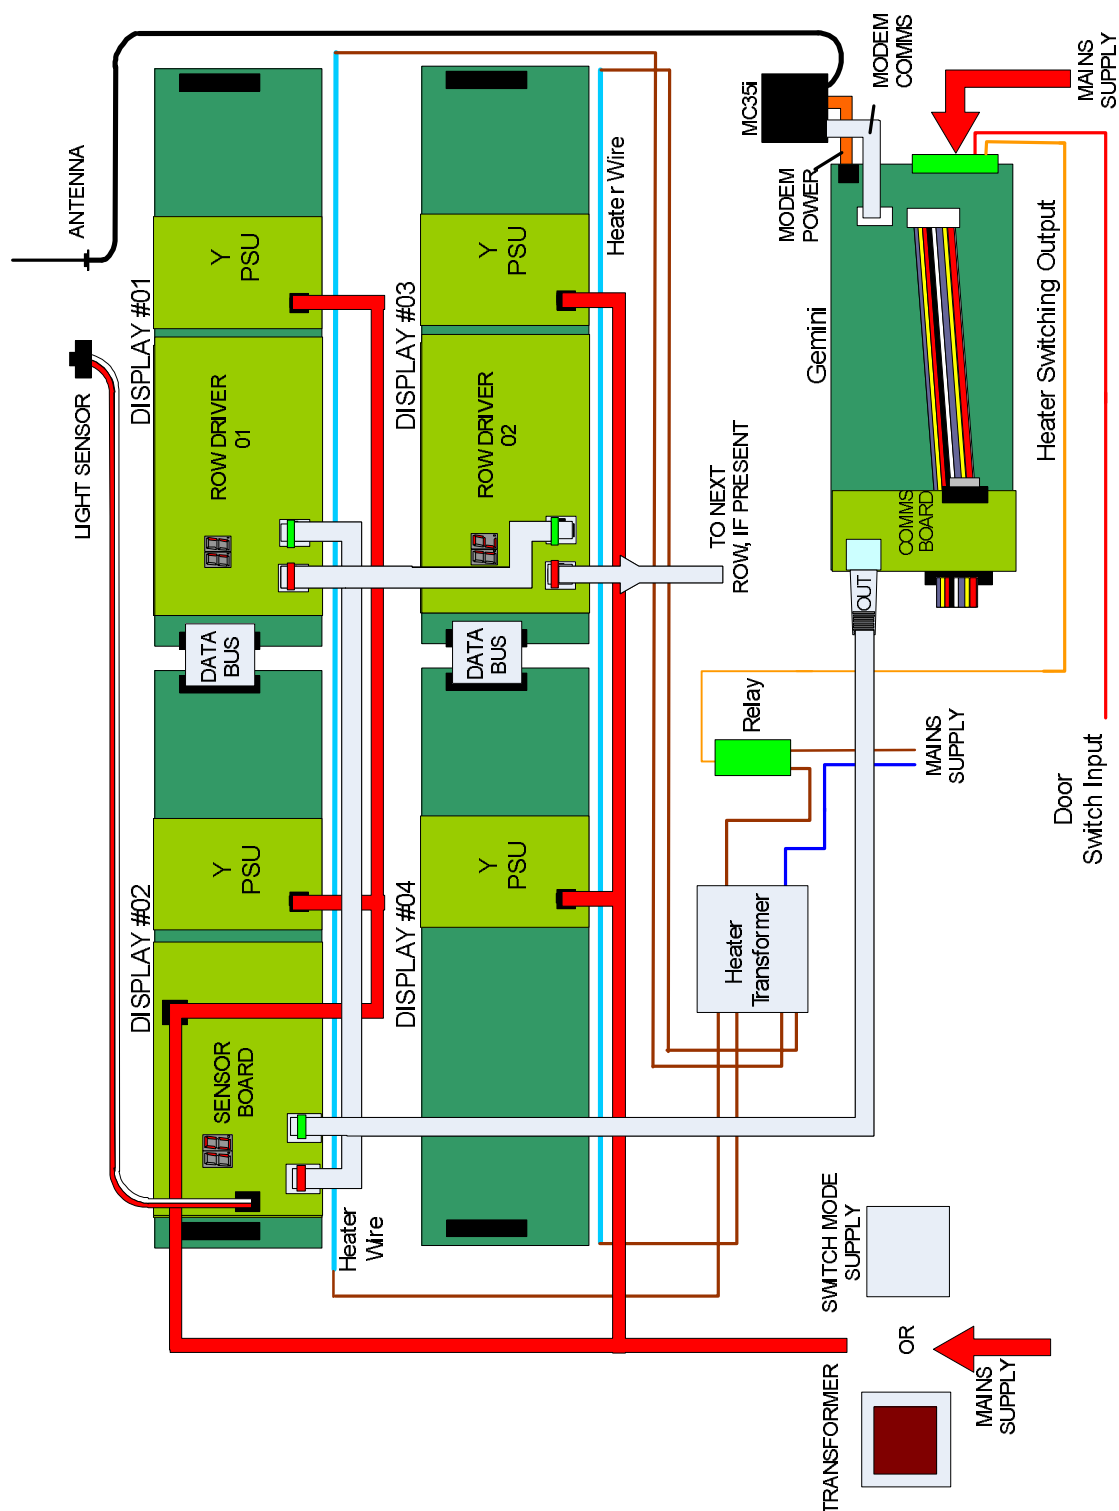 LIGHT SENSOR
ANTENNA
DISPLAY #02
DISPLAY #01
SENSOR
BOARD
Y
PSU
DATA
BUS
ROW DRIVER
01
Y
PSU
Heater
Wire
DISPLAY #04
DISPLAY #03
Y
PSU
DATA
BUS
ROW DRIVER
02
Y
PSU
Heater Wire
TO NEXT
ROW, IF PRESENT
Heater
Transformer
Relay
MC35i
MODEM
POWER
MODEM
COMMS
TRANSFORMER
SWITCH MODE
SUPPLY
OR
OUT
Gemini
COMMS
BOARD
MAINS
SUPPLY
MAINS
SUPPLY
Heater Switching Output
Door
Switch Input
MAINS
SUPPLY